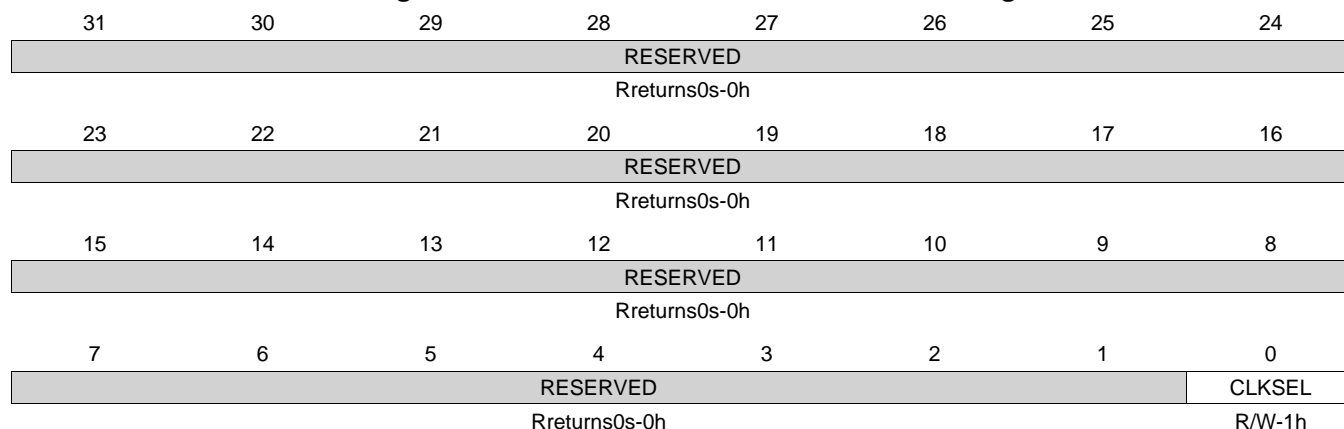 31 30 29 28 27 26 25 24
RESERVED
Rreturns0s-0h
23 22 21 20 19 18 17 16
RESERVED
Rreturns0s-0h
15 14 13 12 11 10 9 8
RESERVED
Rreturns0s-0h
7 6 5 4 3 2 1 0
RESERVED CLKSEL
Rreturns0s-0h R/W-1h